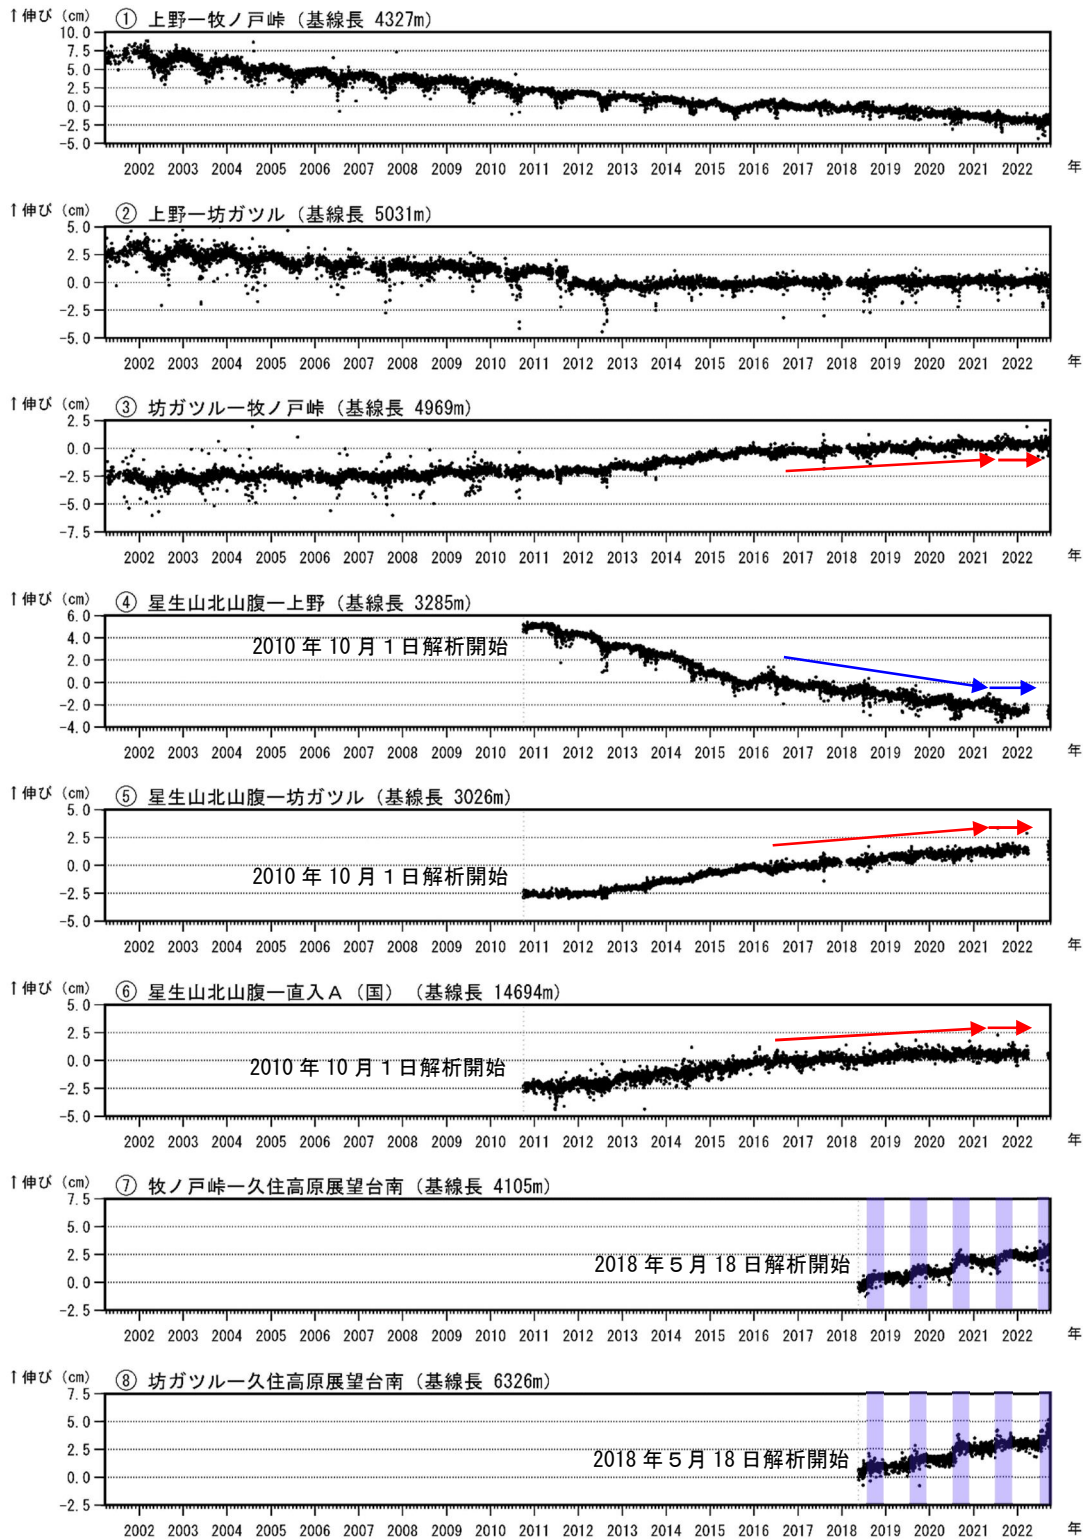 ↑伸び (cm) ① 上野ー牧ノ戸峠 (基線長 4327m)
10.0
7.5
5.0
2.5
0.0
-2.5
-5.0
2002 2003 2004 2005 2006 2007 2008 2009 2010 2011 2012 2013 2014 2015 2016 2017 2018 2019 2020 2021 2022 年
↑伸び (cm) ② 上野ー坊ガツル (基線長 5031m)
5.0
2.5
0.0
-2.5
-5.0
2002 2003 2004 2005 2006 2007 2008 2009 2010 2011 2012 2013 2014 2015 2016 2017 2018 2019 2020 2021 2022 年
↑伸び (cm) ③ 坊ガツルー牧ノ戸峠 (基線長 4969m)
2.5
0.0
-2.5
-5.0
-7.5
2002 2003 2004 2005 2006 2007 2008 2009 2010 2011 2012 2013 2014 2015 2016 2017 2018 2019 2020 2021 2022 年
↑伸び (cm) ④ 星生山北山腹ー上野 (基線長 3285m)
6.0
4.0
2010 年 10 月 1 日解析開始
2.0
0.0
-2.0
-4.0
2002 2003 2004 2005 2006 2007 2008 2009 2010 2011 2012 2013 2014 2015 2016 2017 2018 2019 2020 2021 2022 年
↑伸び (cm) ⑤ 星生山北山腹ー坊ガツル (基線長 3026m)
5.0
2.5
0.0
2010 年 10 月 1 日解析開始
-2.5
-5.0
2002 2003 2004 2005 2006 2007 2008 2009 2010 2011 2012 2013 2014 2015 2016 2017 2018 2019 2020 2021 2022 年
↑伸び (cm) ⑥ 星生山北山腹ー直入A (国) (基線長 14694m)
5.0
2.5
0.0
2010 年 10 月 1 日解析開始
-2.5
-5.0
2002 2003 2004 2005 2006 2007 2008 2009 2010 2011 2012 2013 2014 2015 2016 2017 2018 2019 2020 2021 2022 年
↑伸び (cm) ⑦ 牧ノ戸峠ー久住高原展望台南 (基線長 4105m)
7.5
5.0
2.5
2018 年 5 月 18 日解析開始
0.0
-2.5
2002 2003 2004 2005 2006 2007 2008 2009 2010 2011 2012 2013 2014 2015 2016 2017 2018 2019 2020 2021 2022 年
↑伸び (cm) ⑧ 坊ガツルー久住高原展望台南 (基線長 6326m)
7.5
5.0
2.5
2018 年 5 月 18 日解析開始
0.0
-2.5
2002 2003 2004 2005 2006 2007 2008 2009 2010 2011 2012 2013 2014 2015 2016 2017 2018 2019 2020 2021 2022 年